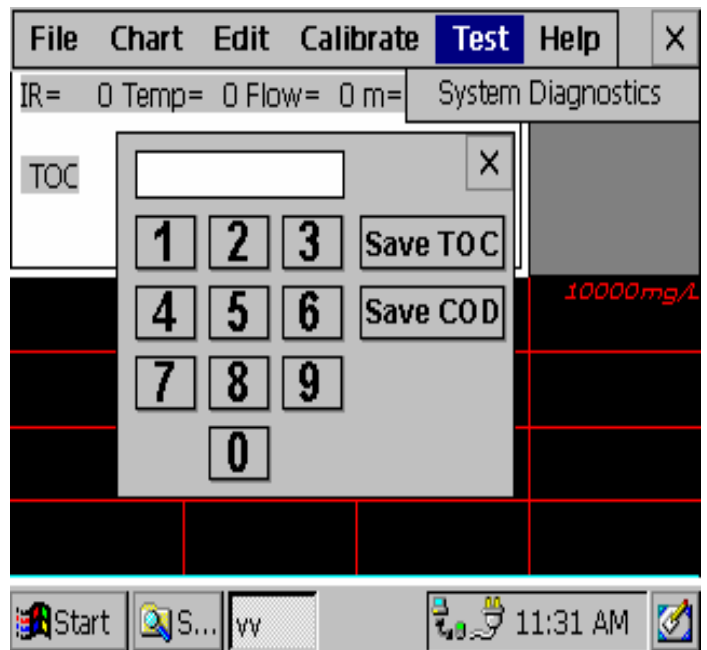 File Chart Edit Calibrate Test Help X
IR= 0 Temp= 0 Flow= 0 m= System Diagnostics
TOC X
1 2 3 Save TOC
10000mg/L
4 5 6 Save COD
7 8 9
0
Start S... vv 11:31 AM